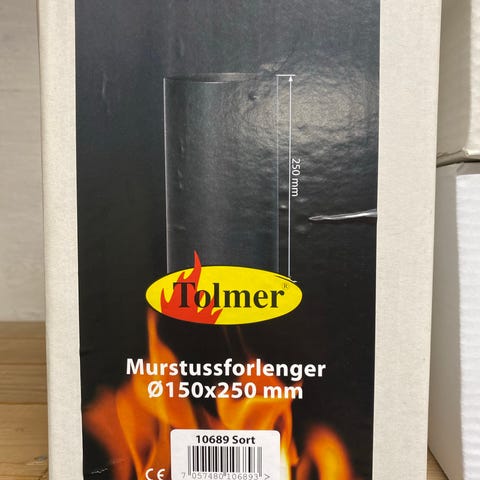 250 mm
Tolmer®
Murstussforlenger
Ø150x250 mm
10689 Sort
CE
7 057480 106893 >